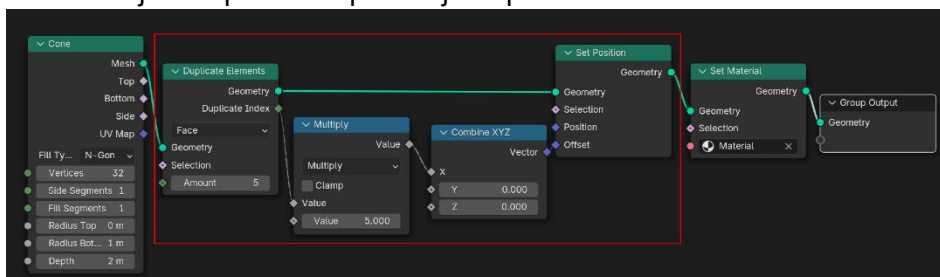 Cone
Mesh
Top
Bottom
Side
UV Map
Fill Ty... N-Gon
Vertices 32
Side Segments 1
Fill Segments 1
Radius Top 0 m
Radius Bot... 1 m
Depth 2 m
Duplicate Elements
Geometry
Duplicate Index
Face
Geometry
Selection
Amount 5
Multiply
Value
Multiply
Clamp
Value
Value 5.000
Combine XYZ
Vector
X
Y 0.000
Z 0.000
Set Position
Geometry
Geometry
Selection
Position
Offset
Set Material
Geometry
Geometry
Selection
Material
Group Output
Geometry